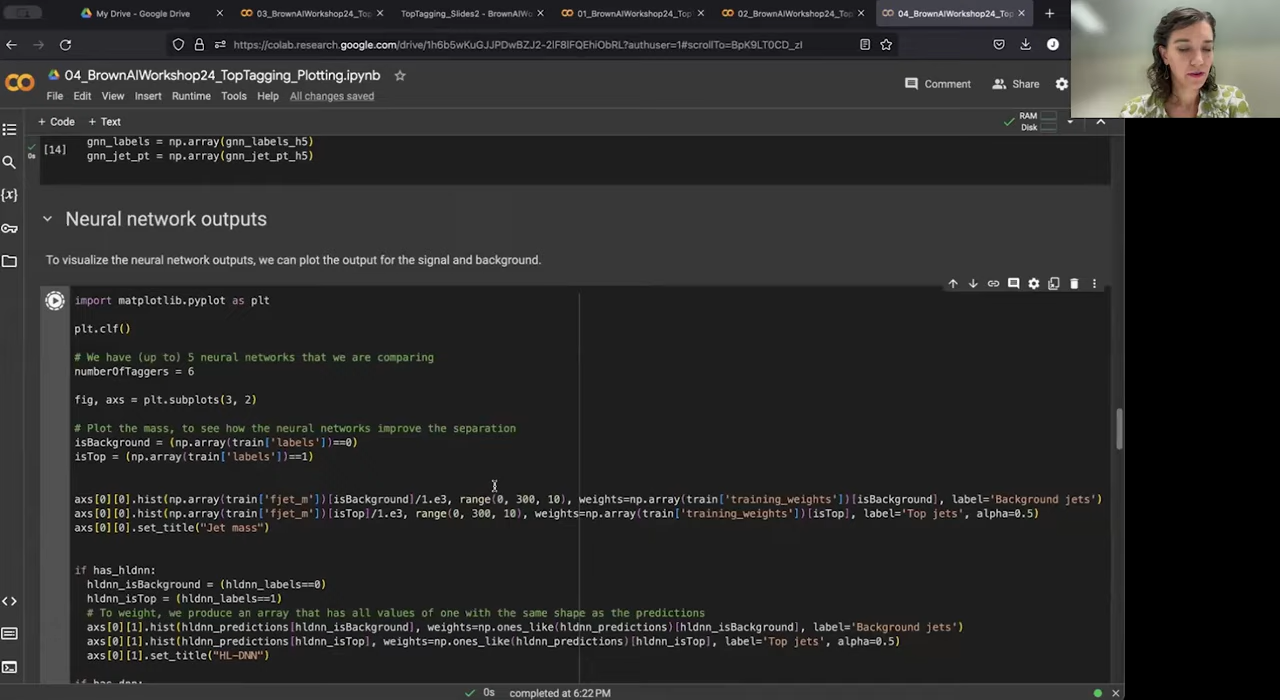 My Drive - Google Drive
03_BrownAIWorkshop24_Top
TopTagging_Slides2 - BrownAIWo
01_BrownAIWorkshop24_TopT
02_BrownAIWorkshop24_Top
04_BrownAIWorkshop24_Top
https://colab.research.google.com/drive/1h6b5wKuGJJPDwBZJ2-2lF8lFQEhiObRL?authuser=1#scrollTo=BpK9LT0CD_zl
J
04_BrownAIWorkshop24_TopTagging_Plotting.ipynb
Comment
Share
File Edit View Insert Runtime Tools Help All changes saved
+ Code + Text
RAM
Disk
[14]
0s
gnn_labels = np.array(gnn_labels_h5)
gnn_jet_pt = np.array(gnn_jet_pt_h5)
{x}
Neural network outputs
To visualize the neural network outputs, we can plot the output for the signal and background.
import matplotlib.pyplot as plt
plt.clf()
# We have (up to) 5 neural networks that we are comparing
numberOfTaggers = 6
fig, axs = plt.subplots(3, 2)
# Plot the mass, to see how the neural networks improve the separation
isBackground = (np.array(train['labels'])==0)
isTop = (np.array(train['labels'])==1)
axs[0][0].hist(np.array(train['fjet_m'])[isBackground]/1.e3, range(0, 300, 10), weights=np.array(train['training_weights'])[isBackground], label='Background jets')
axs[0][0].hist(np.array(train['fjet_m'])[isTop]/1.e3, range(0, 300, 10), weights=np.array(train['training_weights'])[isTop], label='Top jets', alpha=0.5)
axs[0][0].set_title("Jet mass")
if has_hldnn:
hldnn_isBackground = (hldnn_labels==0)
hldnn_isTop = (hldnn_labels==1)
# To weight, we produce an array that has all values of one with the same shape as the predictions
axs[0][1].hist(hldnn_predictions[hldnn_isBackground], weights=np.ones_like(hldnn_predictions)[hldnn_isBackground], label='Background jets')
axs[0][1].hist(hldnn_predictions[hldnn_isTop], weights=np.ones_like(hldnn_predictions)[hldnn_isTop], label='Top jets', alpha=0.5)
axs[0][1].set_title("HL-DNN")
if has_dnn:
0s completed at 6:22 PM